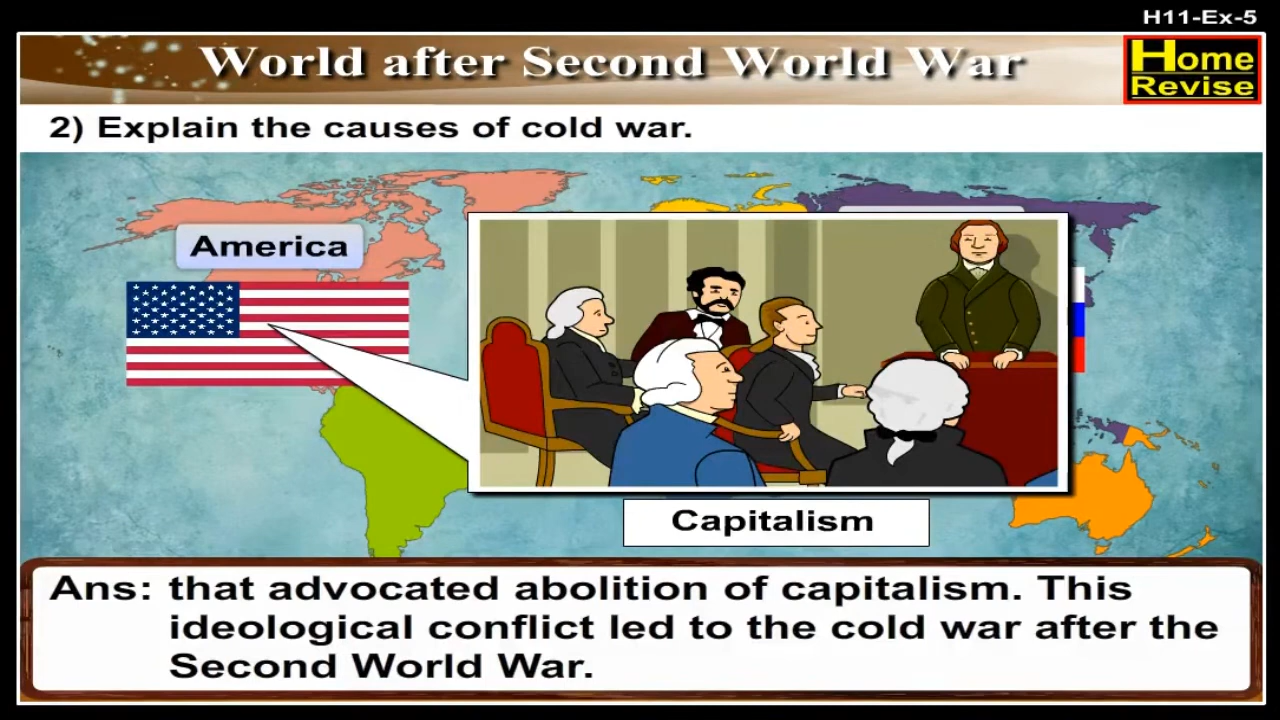 H11-Ex-5
World after Second World War
Home
Revise
2) Explain the causes of cold war.
America
Capitalism
Ans: that advocated abolition of capitalism. This
ideological conflict led to the cold war after the
Second World War.